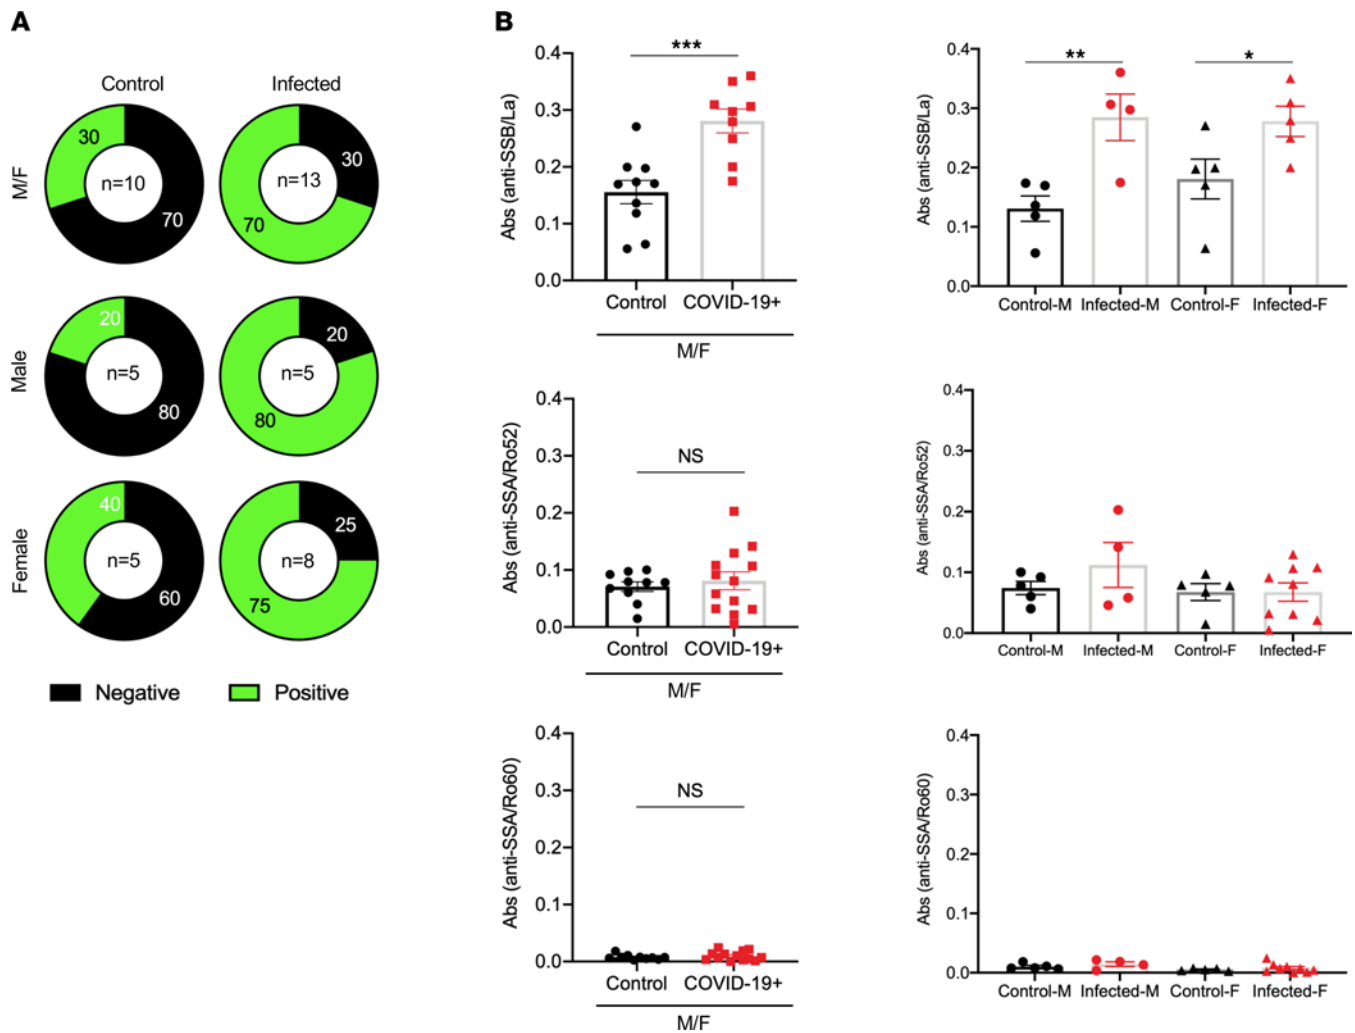 A
Control
Infected
M/F
30
n=10
70
30
n=13
70
Male
20
n=5
80
20
n=5
80
Female
40
n=5
60
25
n=8
75
Negative
Positive
B
Abs (anti-SSB/La)
0.4
0.3
0.2
0.1
0.0
***
Control
COVID-19+
M/F
Abs (anti-SSB/La)
0.4
0.3
0.2
0.1
0.0
**
*
Control-M
Infected-M
Control-F
Infected-F
Abs (anti-SSA/Ro52)
0.4
0.3
0.2
0.1
0.0
NS
Control
COVID-19+
M/F
Abs (anti-SSA/Ro52)
0.4
0.3
0.2
0.1
0.0
Control-M
Infected-M
Control-F
Infected-F
Abs (anti-SSA/Ro60)
0.4
0.3
0.2
0.1
0.0
NS
Control
COVID-19+
M/F
Abs (anti-SSA/Ro60)
0.4
0.3
0.2
0.1
0.0
Control-M
Infected-M
Control-F
Infected-F